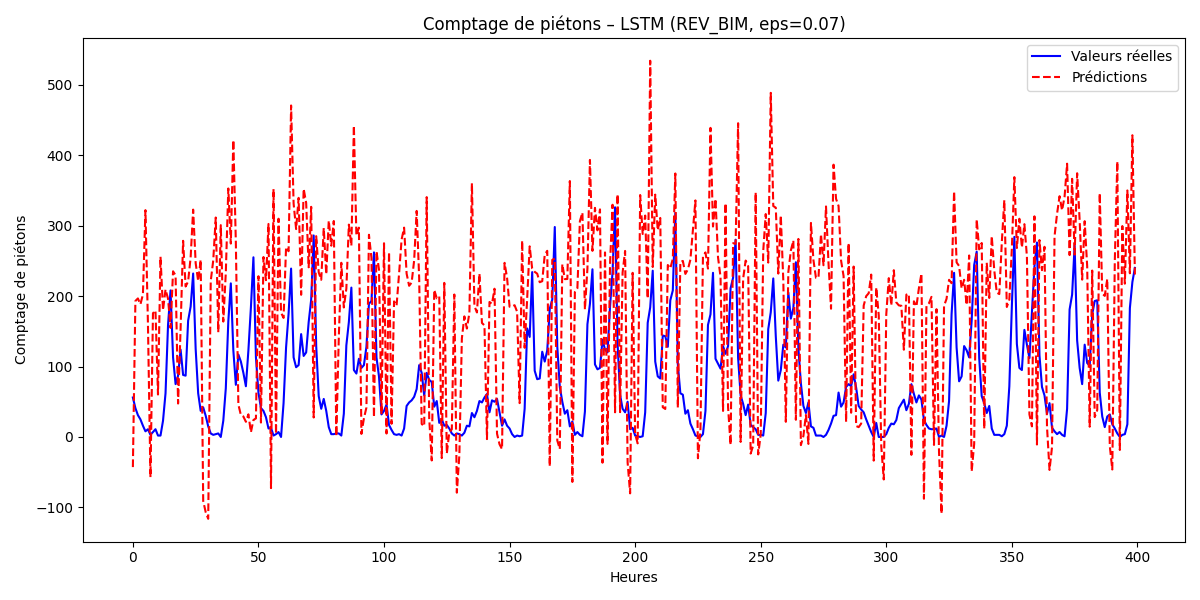 Comptage de piétons – LSTM (REV_BIM, eps=0.07)
Valeurs réelles
Prédictions
Comptage de piétons
500
400
300
200
100
0
−100
0 50 100 150 200 250 300 350 400
Heures